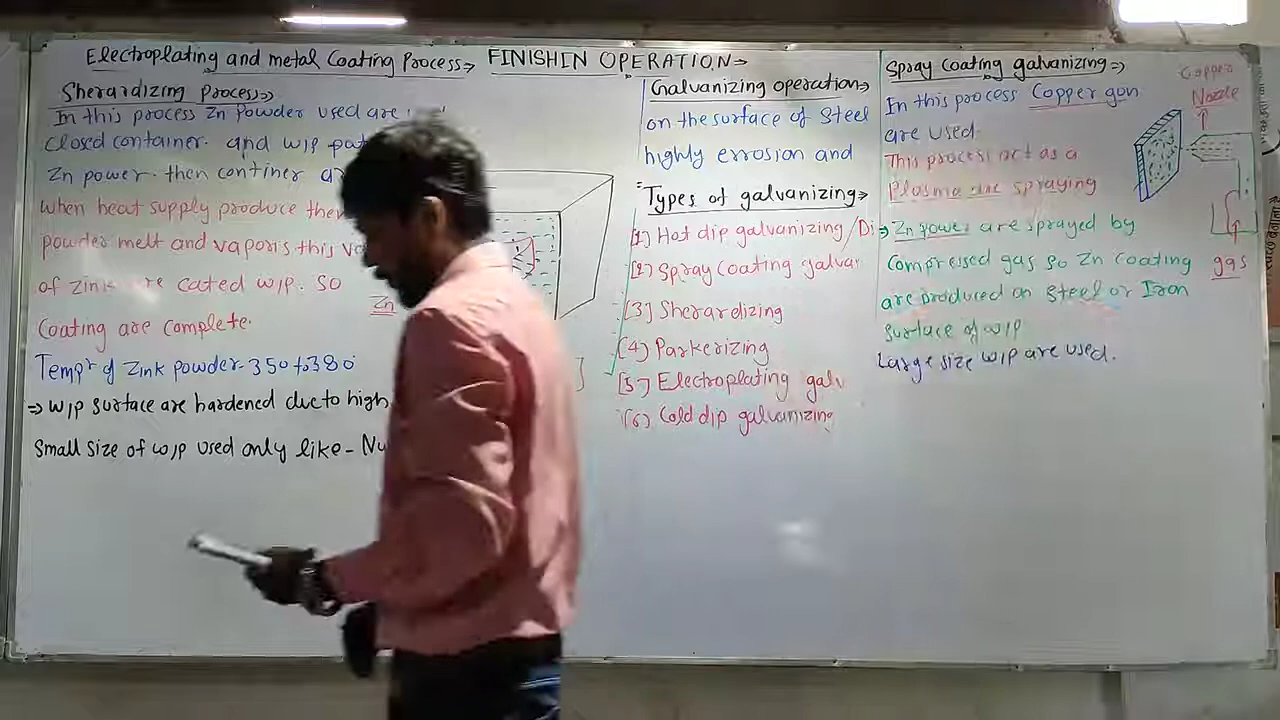 Electroplating and metal Coating Process → FINISHIN OPERATION →
Sherardizing Process →
In this process Zn Powder used are
closed container. and w/p
Zn power. then continer
when heat supply produce then
powder melt and vaporis this
of zink are cated w/p. so
Coating are complete.
Temp^r of Zink powder - 350 to 380
⇒ w/p surface are hardened due to high
Small size of w/p used only like -
Zn
Galvanizing operation →
on the surface of Steel
highly errosion and
Types of galvanizing →
[1] Hot dip galvanizing / Di
[2] Spray Coating galvar
[3] Sherardizing
[4] Parkerizing
[5] Electroplating galv
(6) Cold dip galvanizing
Spray Coating galvanizing →
In this process Copper gun
are used.
This process act as a
Plasma arc spraying
⇒ Zn power are sprayed by
Compressed gas so Zn Coating
are produced on Steel or Iron
surface of w/p
Large size w/p are used.
Copper
Nozzle
gas